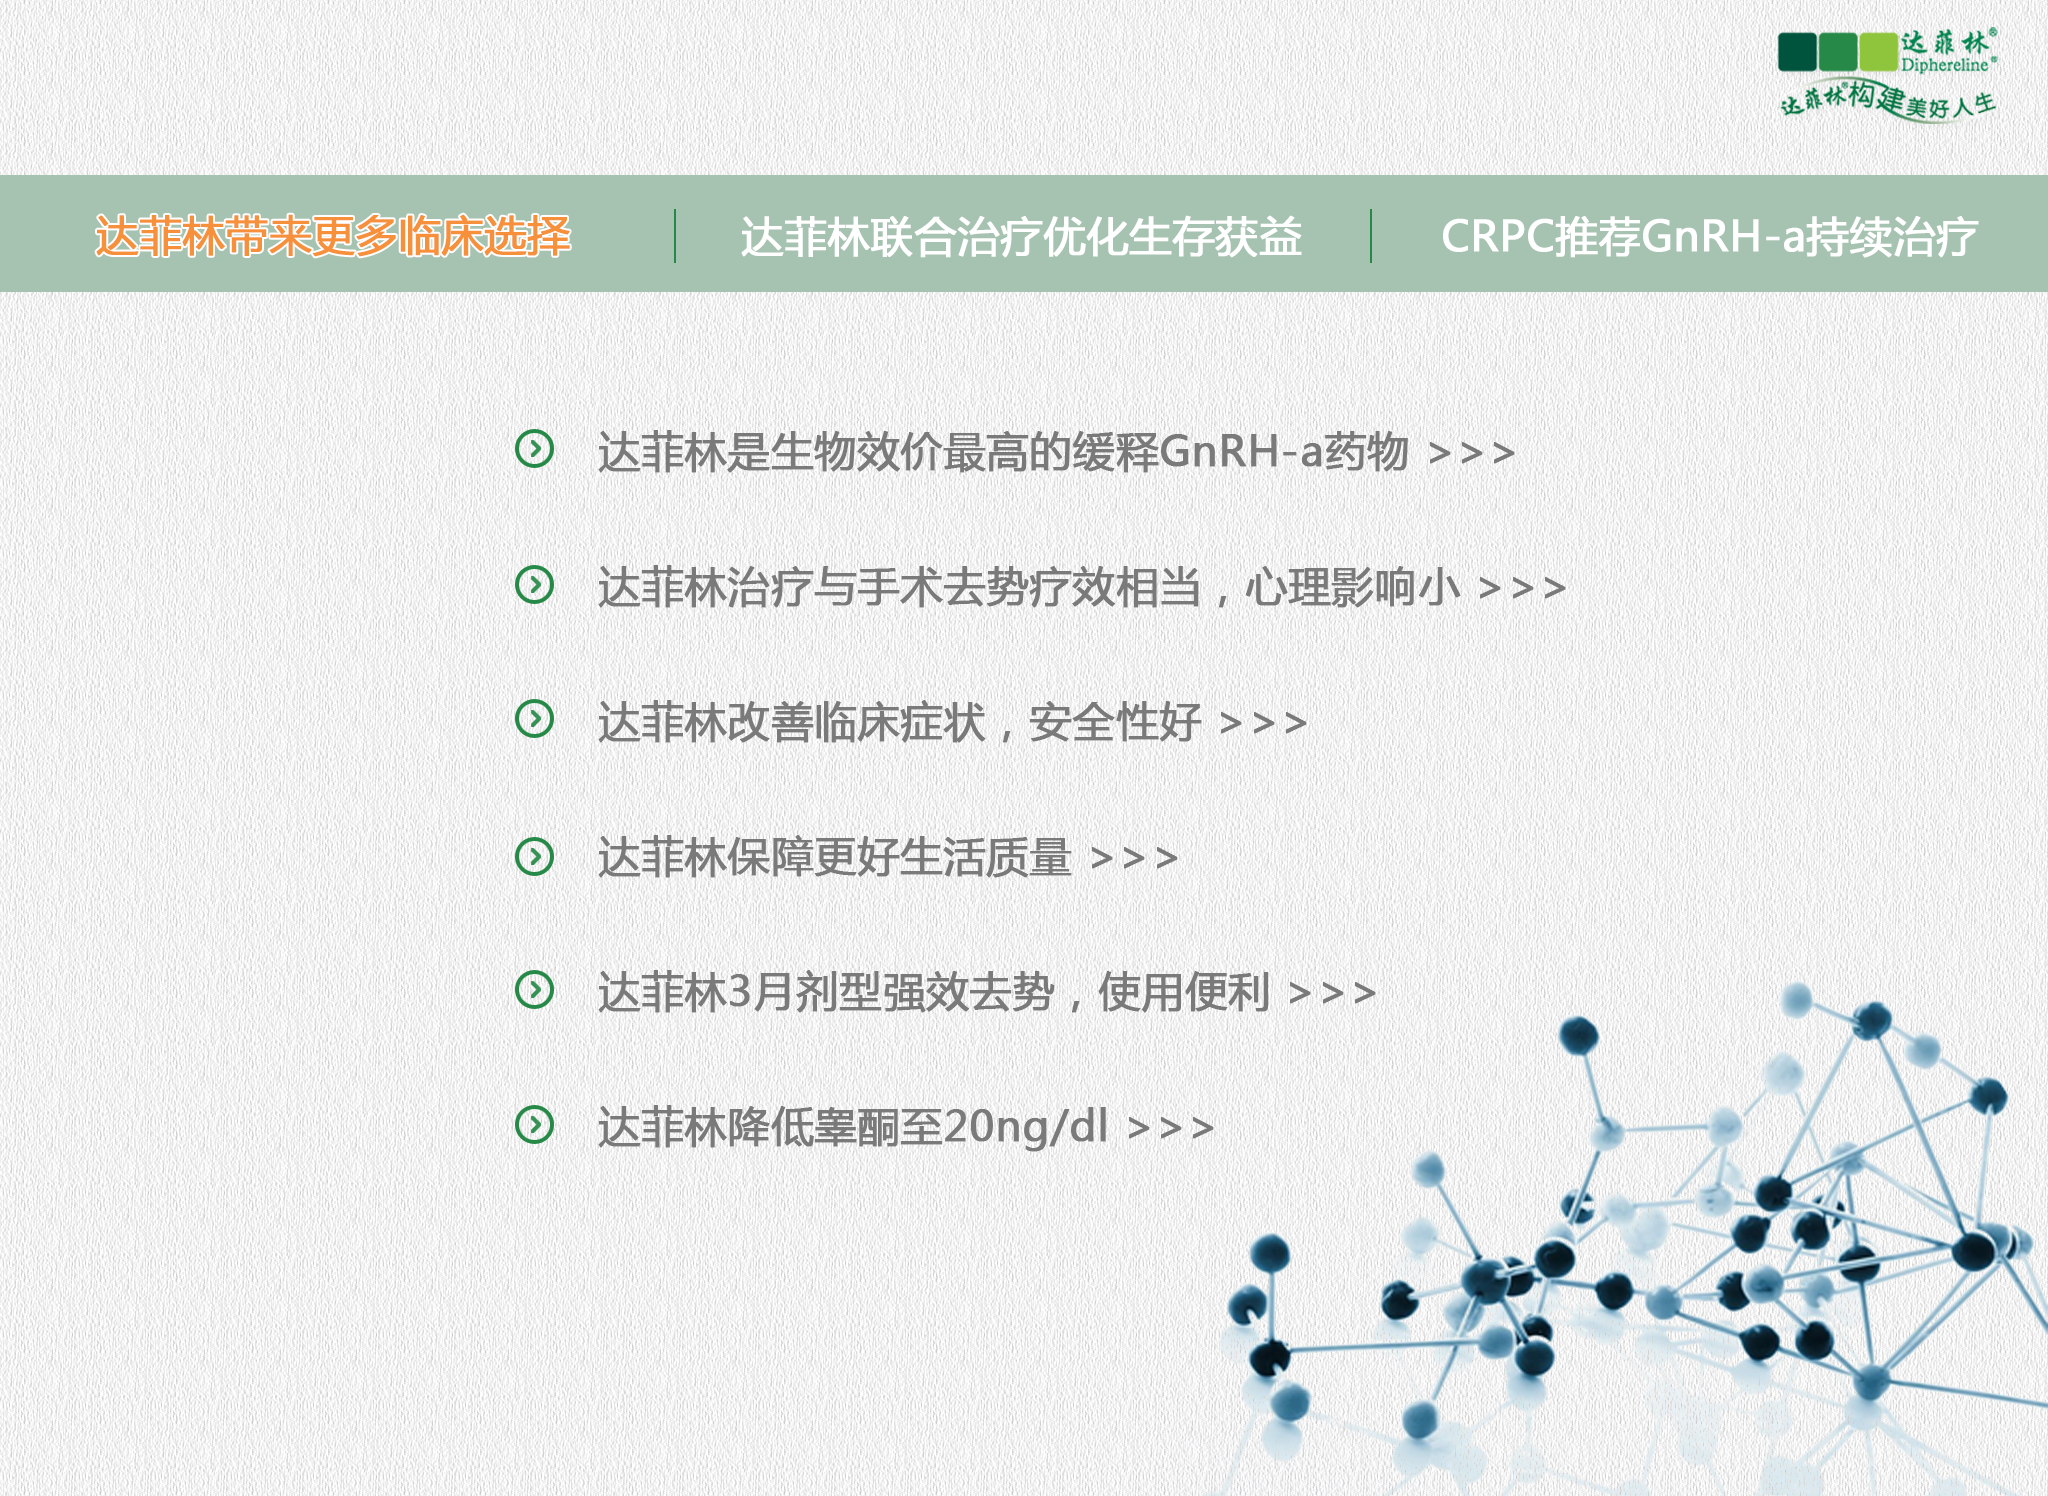 达菲林®
Diphereline®
达菲林®构建美好人生
达菲林带来更多临床选择
达菲林联合治疗优化生存获益
CRPC推荐GnRH-a持续治疗
达菲林是生物效价最高的缓释GnRH-a药物 >>>
达菲林治疗与手术去势疗效相当，心理影响小 >>>
达菲林改善临床症状，安全性好 >>>
达菲林保障更好生活质量 >>>
达菲林3月剂型强效去势，使用便利 >>>
达菲林降低睾酮至20ng/dl >>>